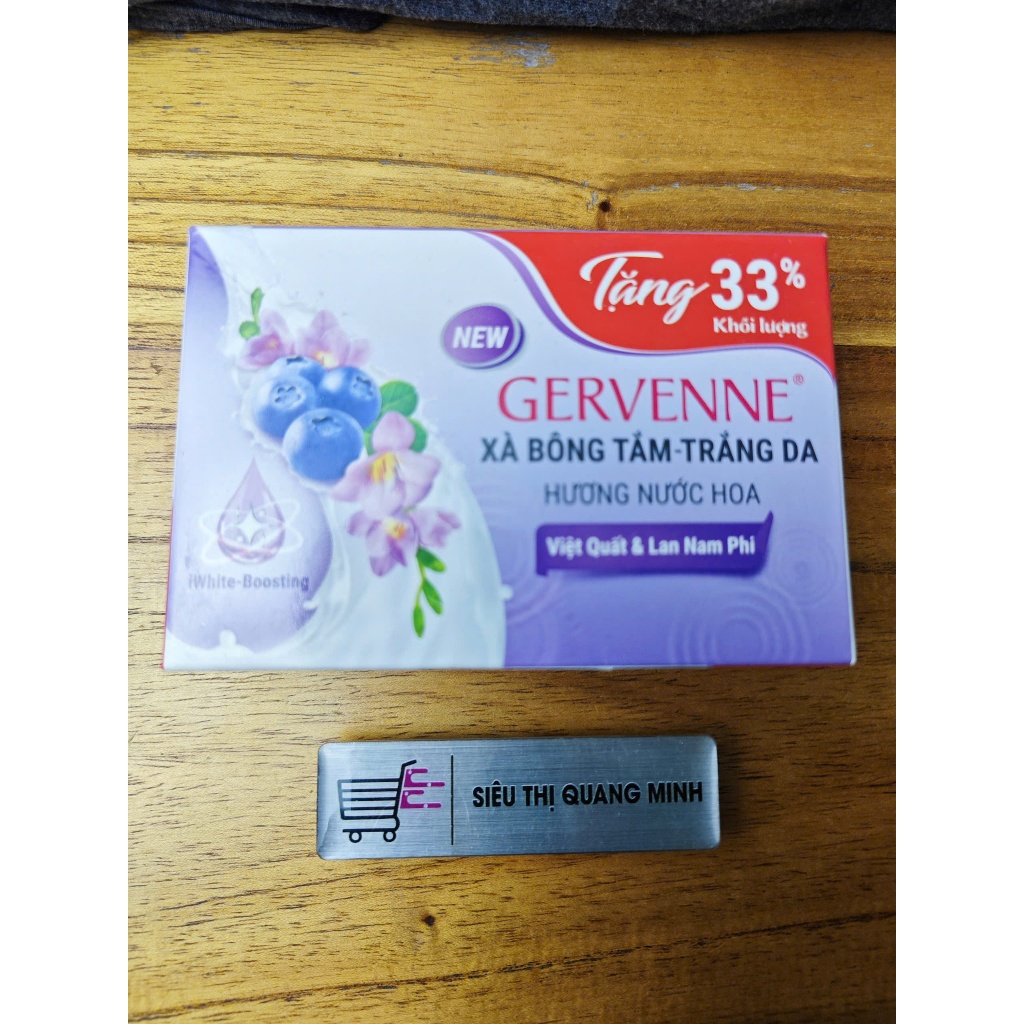 Tặng 33%
Khối lượng
NEW
GERVENNE®
XÀ BÔNG TẮM-TRẮNG DA
HƯƠNG NƯỚC HOA
Việt Quất & Lan Nam Phi
iWhite-Boosting
SIÊU THỊ QUANG MINH